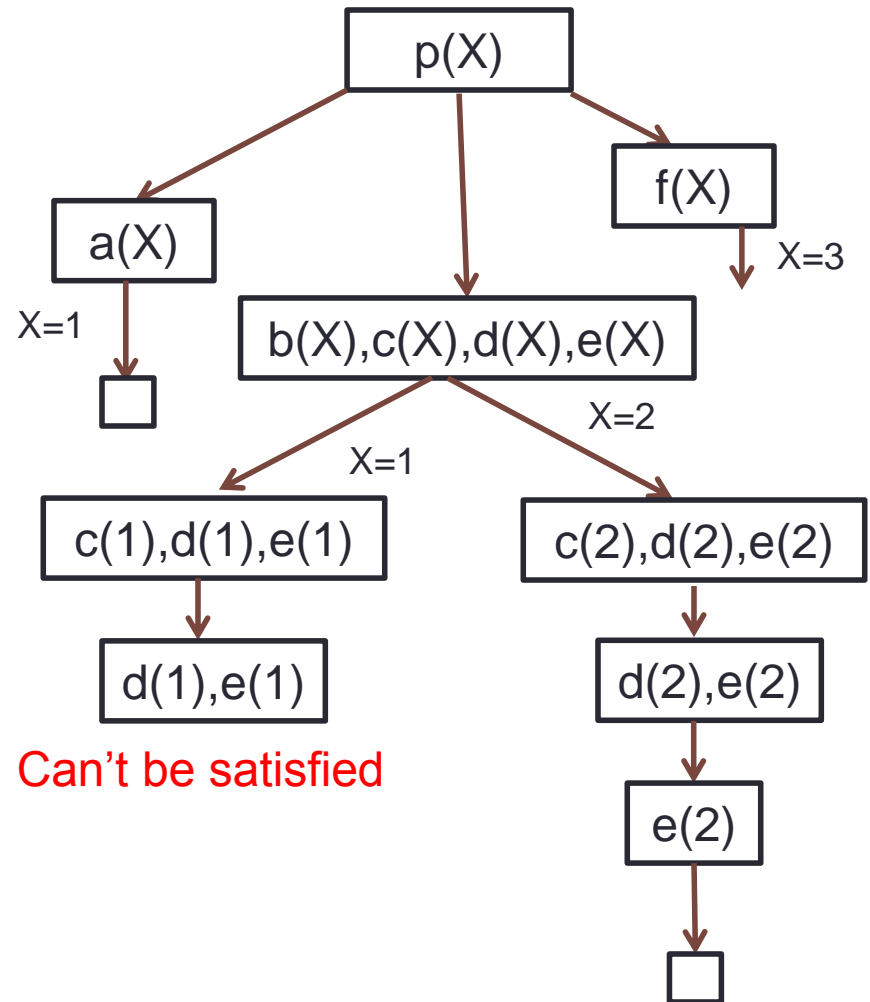 p(X)
f(X)
a(X)
X=3
X=1
b(X),c(X),d(X),e(X)
X=2
X=1
c(1),d(1),e(1)
c(2),d(2),e(2)
d(1),e(1)
d(2),e(2)
Can't be satisfied
e(2)